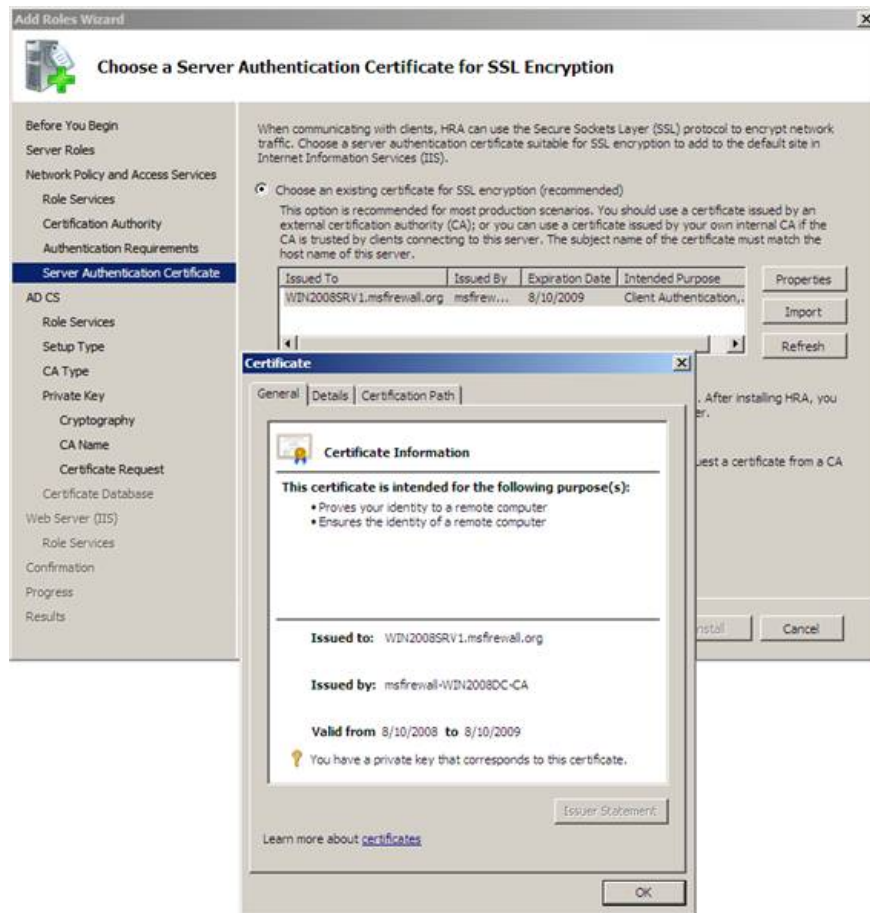 Add Roles Wizard
Choose a Server Authentication Certificate for SSL Encryption
Before You Begin
Server Roles
Network Policy and Access Services
Role Services
Certification Authority
Authentication Requirements
Server Authentication Certificate
AD CS
Role Services
Setup Type
CA Type
Private Key
Cryptography
CA Name
Certificate Request
Certificate Database
Web Server (IIS)
Role Services
Confirmation
Progress
Results
When communicating with clients, HRA can use the Secure Sockets Layer (SSL) protocol to encrypt network
traffic. Choose a server authentication certificate suitable for SSL encryption to add to the default site in
Internet Information Services (IIS).
Choose an existing certificate for SSL encryption (recommended)
This option is recommended for most production scenarios. You should use a certificate issued by an
external certification authority (CA); or you can use a certificate issued by your own internal CA if the
CA is trusted by clients connecting to this server. The subject name of the certificate must match the
host name of this server.
Issued To Issued By Expiration Date Intended Purpose
WIN2008SRV1.msfirewall.org msfirew... 8/10/2009 Client Authentication,.
Properties
Import
Refresh
. After installing HRA, you
er.
uest a certificate from a CA
nstall
Cancel
Certificate
General Details Certification Path
Certificate Information
This certificate is intended for the following purpose(s):
• Proves your identity to a remote computer
• Ensures the identity of a remote computer
Issued to: WIN2008SRV1.msfirewall.org
Issued by: msfirewall-WIN2008DC-CA
Valid from 8/10/2008 to 8/10/2009
You have a private key that corresponds to this certificate.
Issuer Statement
Learn more about certificates
OK